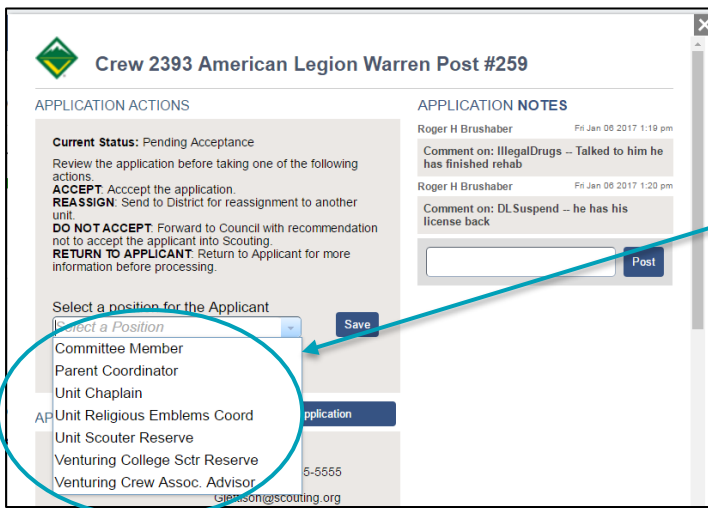 Crew 2393 American Legion Warren Post #259
APPLICATION ACTIONS
Current Status: Pending Acceptance
Review the application before taking one of the following
actions.
ACCEPT: Acccept the application.
REASSIGN: Send to District for reassignment to another
unit.
DO NOT ACCEPT: Forward to Council with recommendation
not to accept the applicant into Scouting.
RETURN TO APPLICANT: Return to Applicant for more
information before processing.
Select a position for the Applicant
Select a Position
Save
Committee Member
Parent Coordinator
Unit Chaplain
Unit Religious Emblems Coord
Unit Scouter Reserve
Venturing College Sctr Reserve
Venturing Crew Assoc. Advisor
AP
pplication
5-5555
@scouting.org
APPLICATION NOTES
Roger H Brushaber Fri Jan 06 2017 1:19 pm
Comment on: IllegalDrugs -- Talked to him he
has finished rehab
Roger H Brushaber Fri Jan 06 2017 1:20 pm
Comment on: DLSuspend -- he has his
license back
Post